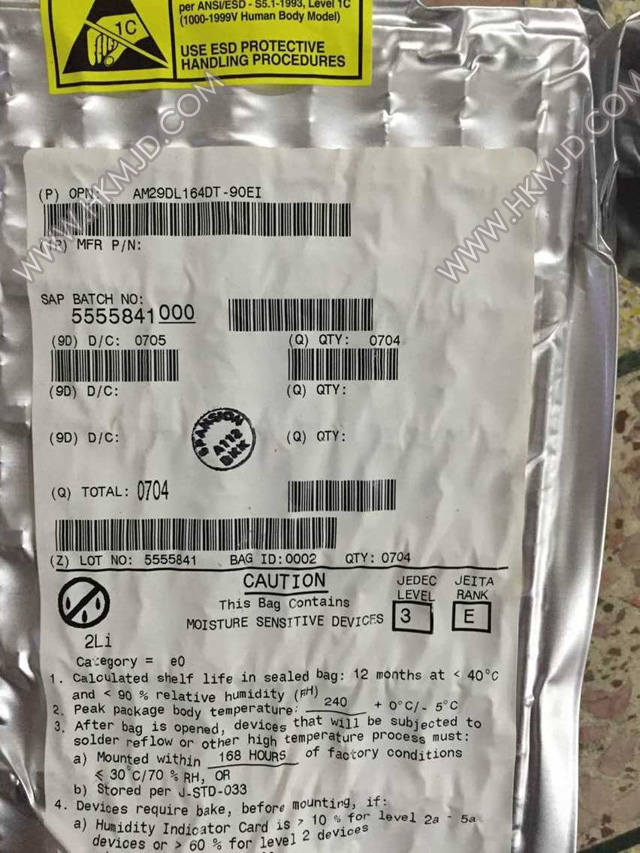 per ANSI/ESD - S5.1-1993, Level 1C
(1000-1999V Human Body Model)
1C
USE ESD PROTECTIVE
HANDLING PROCEDURES
(P) OPN: AM29DL164DT-90EI
MFR P/N:
SAP BATCH NO:
5555841000
(9D) D/C: 0705 (Q) QTY: 0704
(9D) D/C: (Q) QTY:
(9D) D/C: (Q) QTY:
SPANSION
A112
BKK
(Q) TOTAL: 0704
(Z) LOT NO: 5555841 BAG ID:0002 QTY: 0704
CAUTION
This Bag Contains
MOISTURE SENSITIVE DEVICES
JEDEC LEVEL 3
JEITA RANK E
2Li
Category = e0
1. Calculated shelf life in sealed bag: 12 months at < 40°C
and < 90 % relative humidity (RH)
2. Peak package body temperature: 240 + 0°C/- 5°C
3. After bag is opened, devices that will be subjected to
solder reflow or other high temperature process must:
a) Mounted within 168 HOURS of factory conditions
≤ 30°C/70 % RH, OR
b) Stored per J-STD-033
4. Devices require bake, before mounting, if:
a) Humidity Indicator Card is > 10 % for level 2a - 5a
devices or > 60 % for level 2 devices
WWW.HKMJD.COM
WWW.HKMJD.COM